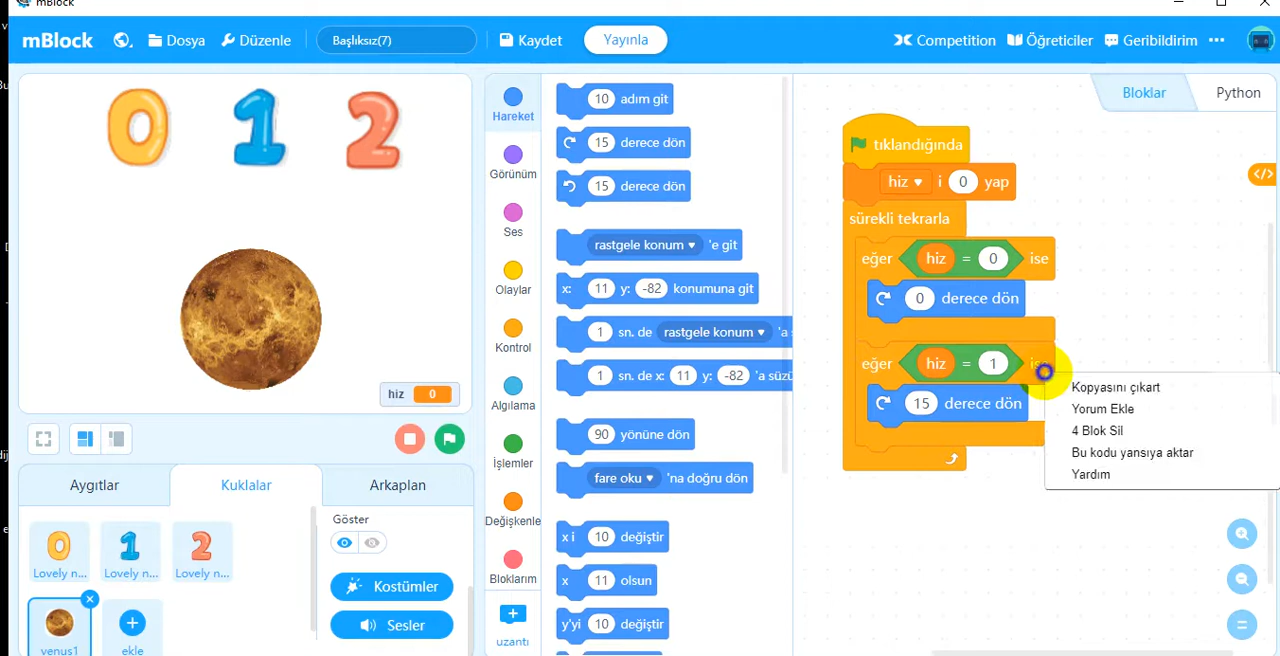 mBlock
mBlock
Dosya
Düzenle
Başlıksız(7)
Kaydet
Yayınla
Competition
Öğreticiler
Geribildirim
0 1 2
hiz 0
Aygıtlar
Kuklalar
Arkaplan
0
Lovely n...
1
Lovely n...
2
Lovely n...
venus1
ekle
Göster
Kostümler
Sesler
Hareket
Görünüm
Ses
Olaylar
Kontrol
Algılama
İşlemler
Değişkenle
Bloklarım
uzantı
10 adım git
15 derece dön
15 derece dön
rastgele konum 'e git
x: 11 y: -82 konumuna git
1 sn. de rastgele konum 'a s
1 sn. de x: 11 y: -82 'a süzü
90 yönüne dön
fare oku 'na doğru dön
x i 10 değiştir
x 11 olsun
y'yi 10 değiştir
Bloklar
Python
</>
tıklandığında
hiz i 0 yap
sürekli tekrarla
eğer hiz = 0 ise
0 derece dön
eğer hiz = 1 ise
15 derece dön
Kopyasını çıkart
Yorum Ekle
4 Blok Sil
Bu kodu yansıya aktar
Yardım